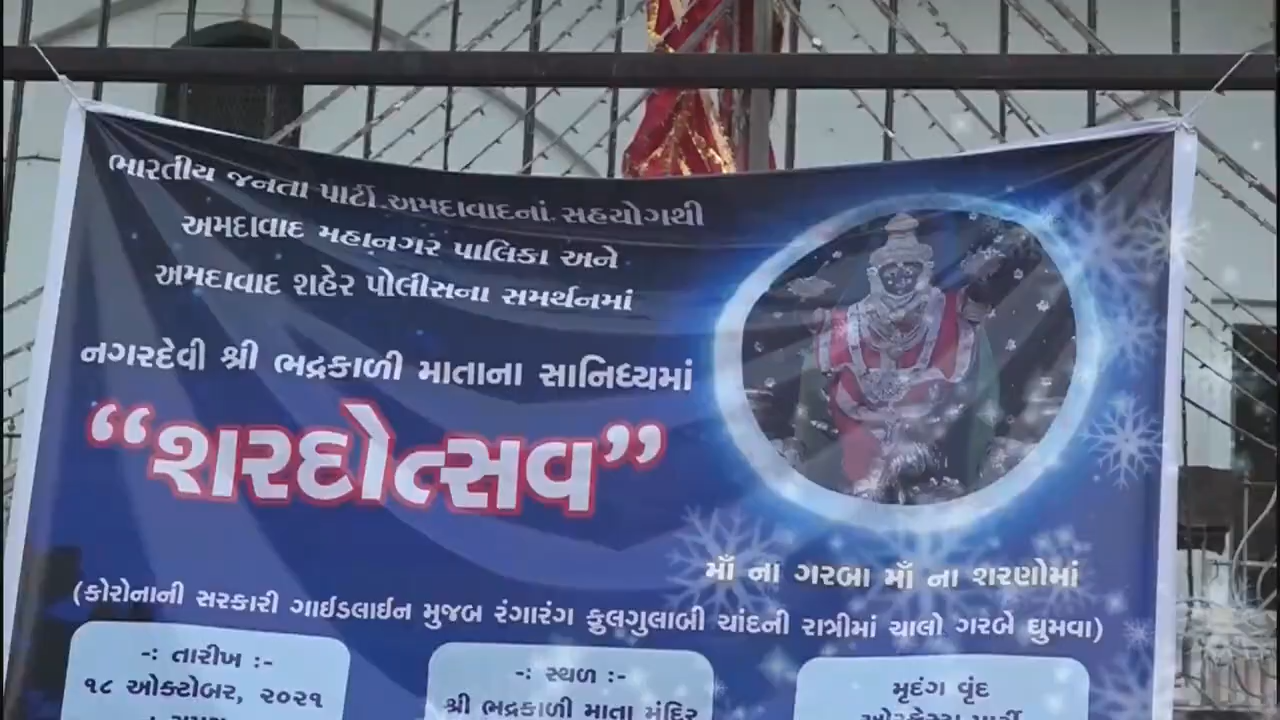 ભારતીય જનતા પાર્ટી અમદાવાદનાં સહયોગથી
અમદાવાદ મહાનગર પાલિકા અને
અમદાવાદ શહેર પોલીસના સમર્થનમાં
નગરદેવી શ્રી ભદ્રકાળી માતાના સાનિધ્યમાં
“શરદોત્સવ”
માઁ ના ગરબા માઁ ના શરણોમાં
(કોરોનાની સરકારી ગાઈડલાઈન મુજબ રંગારંગ ફુલગુલાબી ચાંદની રાત્રીમાં ચાલો ગરબે ઘુમવા)
-: તારીખ :-
૧૮ ઓક્ટોબર, ૨૦૨૧
-: સ્થળ :-
શ્રી ભદ્રકાળી માતા મંદિર
મૃદંગ વૃંદ